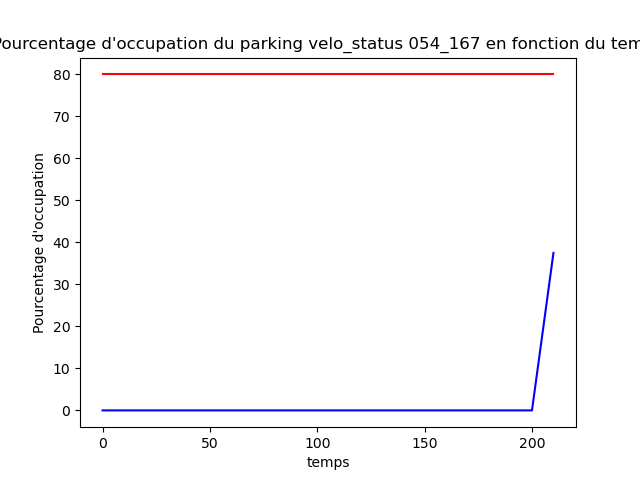 Pourcentage d'occupation du parking velo_status 054_167 en fonction du tem
80
70
60
50
40
30
20
10
0
Pourcentage d'occupation
0 50 100 150 200
temps